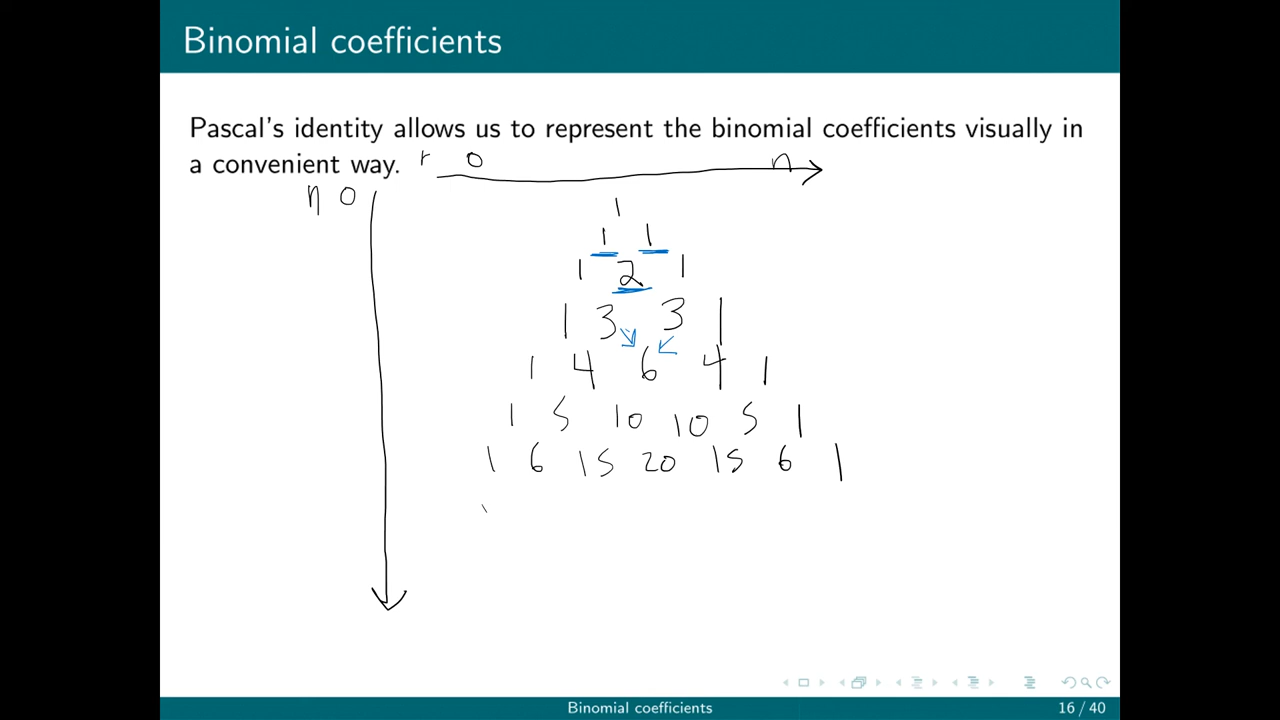 Binomial coefficients
Pascal's identity allows us to represent the binomial coefficients visually in
a convenient way.
r 0 n
n 0
1
1 1
1 2 1
1 3 3 1
1 4 6 4 1
1 5 10 10 5 1
1 6 15 20 15 6 1
Binomial coefficients 16 / 40